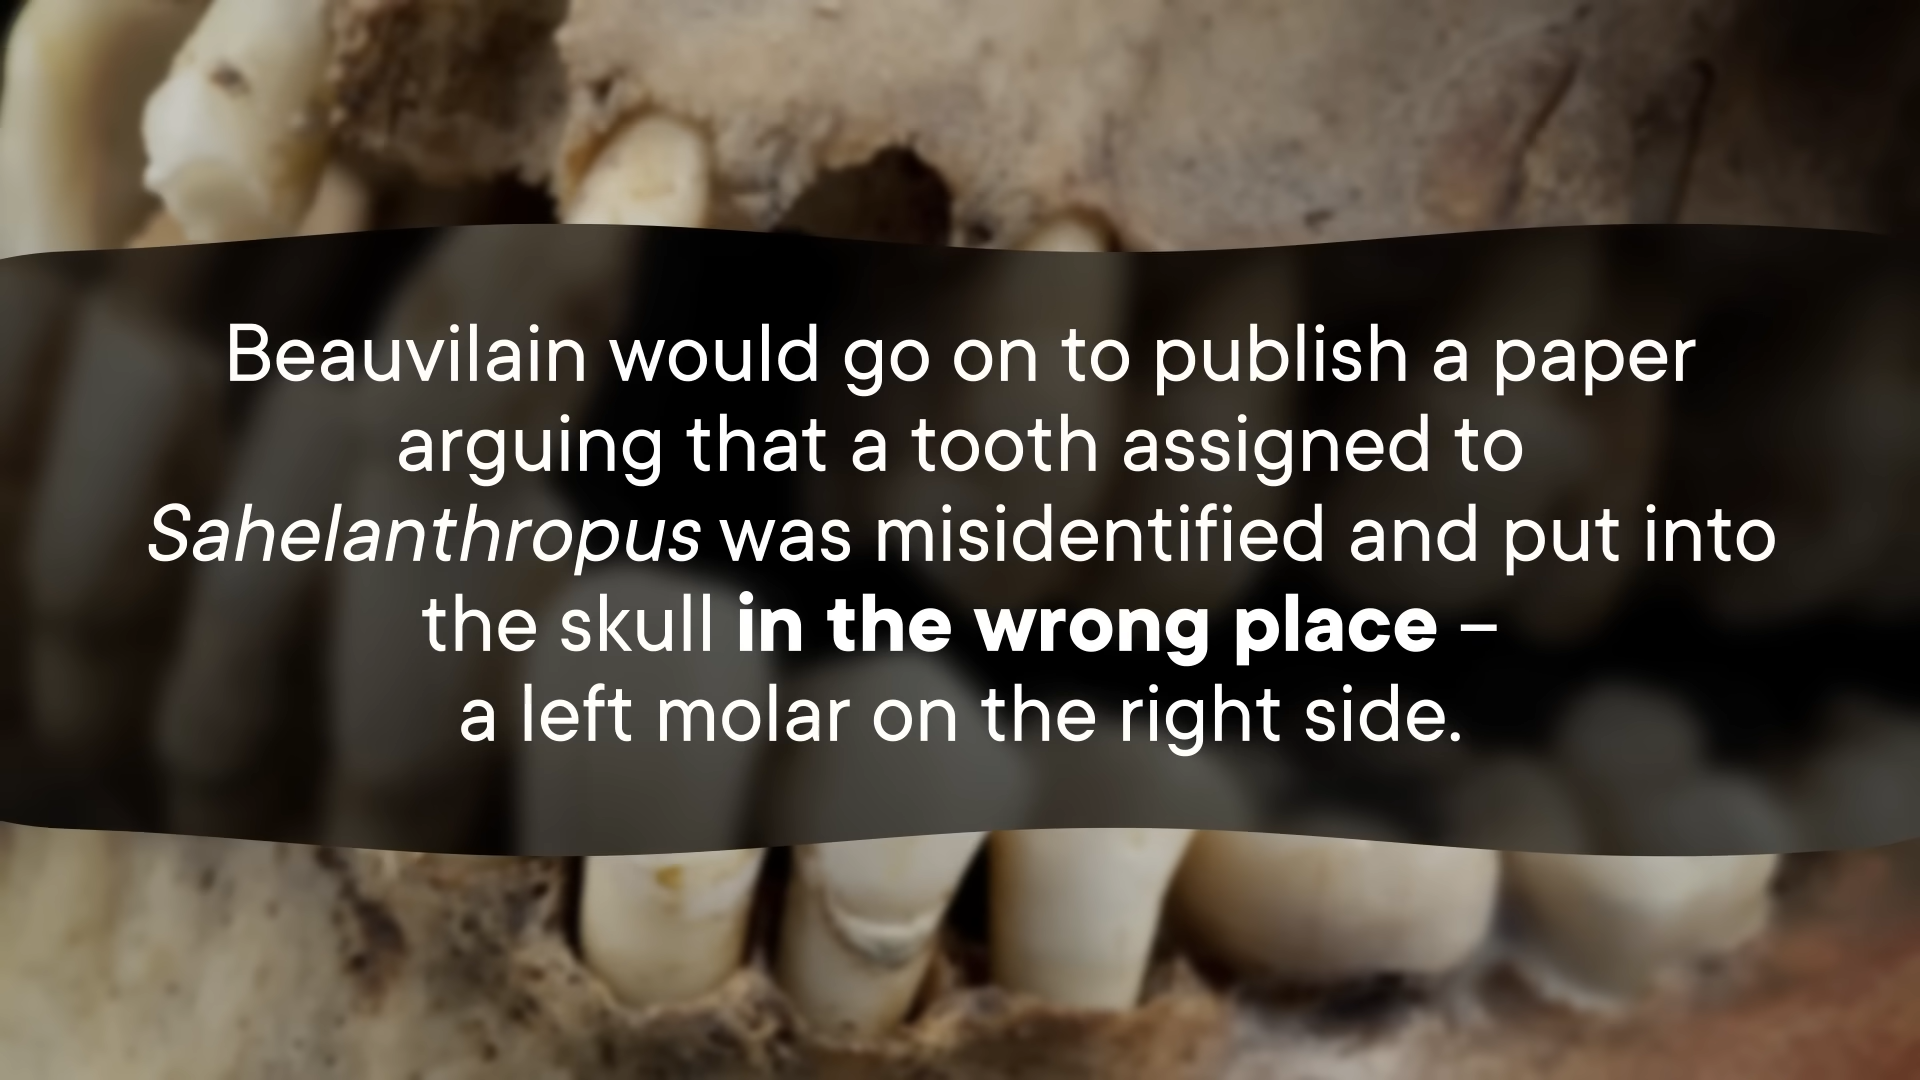 Beauvilain would go on to publish a paper
arguing that a tooth assigned to
Sahelanthropus was misidentified and put into
the skull in the wrong place –
a left molar on the right side.